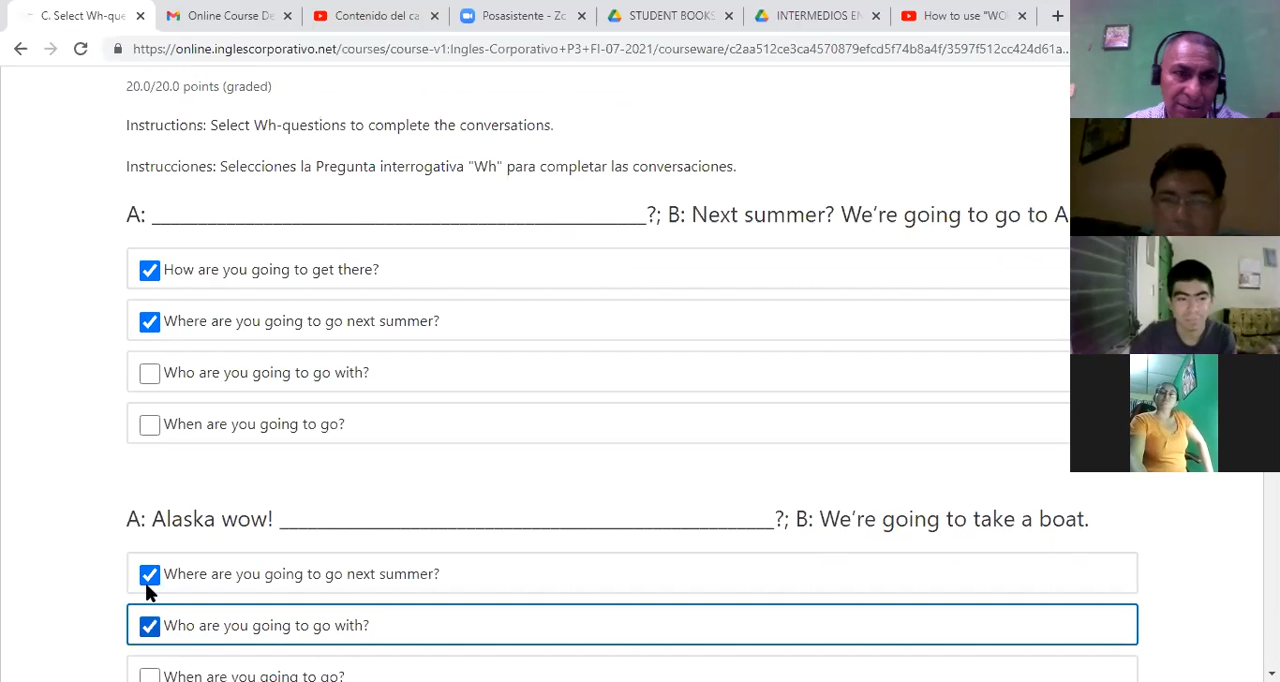 C. Select Wh-que
Online Course De
Contenido del ca
Posasistente - Zo
STUDENT BOOKS
INTERMEDIOS EN
How to use "WO
https://online.inglescorporativo.net/courses/course-v1:Ingles-Corporativo+P3+FI-07-2021/courseware/c2aa512ce3ca4570879efcd5f74b8a4f/3597f512cc424d61a...
20.0/20.0 points (graded)
Instructions: Select Wh-questions to complete the conversations.
Instrucciones: Selecciones la Pregunta interrogativa "Wh" para completar las conversaciones.
A: ______________________________________________?; B: Next summer? We're going to go to A
How are you going to get there?
Where are you going to go next summer?
Who are you going to go with?
When are you going to go?
A: Alaska wow! ______________________________________________?; B: We're going to take a boat.
Where are you going to go next summer?
Who are you going to go with?
When are you going to go?